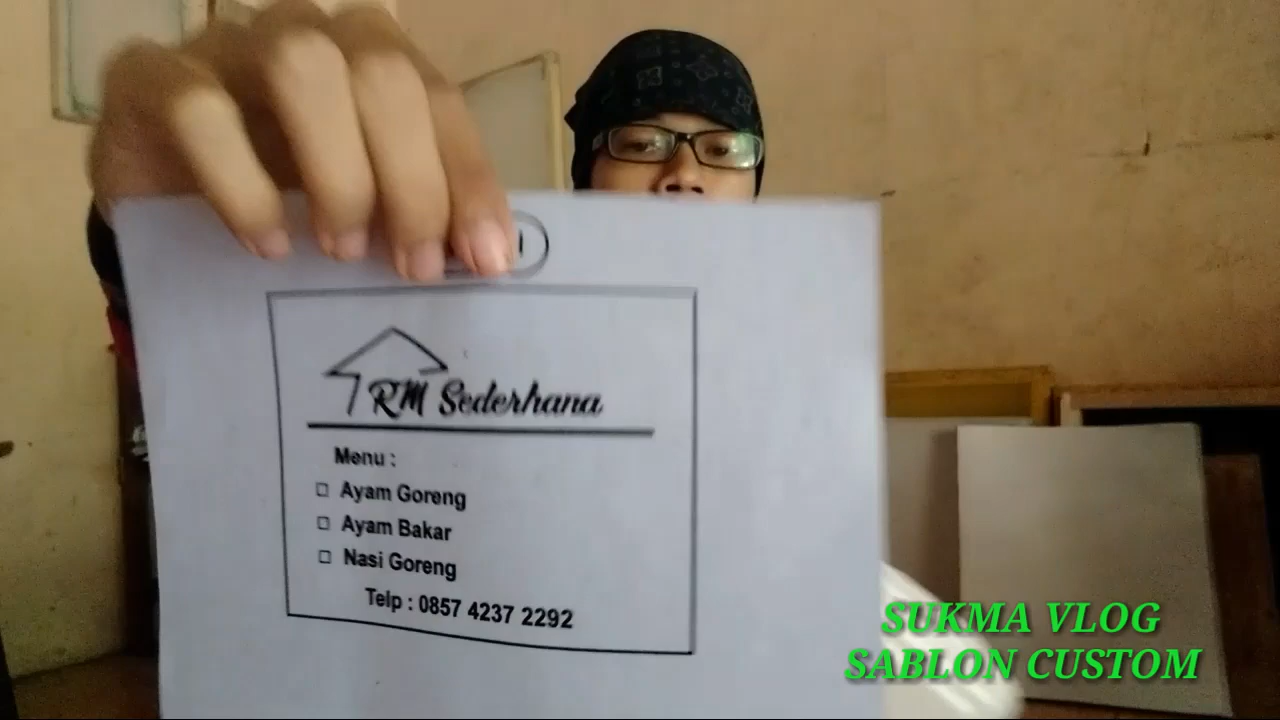 RM Sederhana
Menu :
Ayam Goreng
Ayam Bakar
Nasi Goreng
Telp : 0857 4237 2292
SUKMA VLOG
SABLON CUSTOM